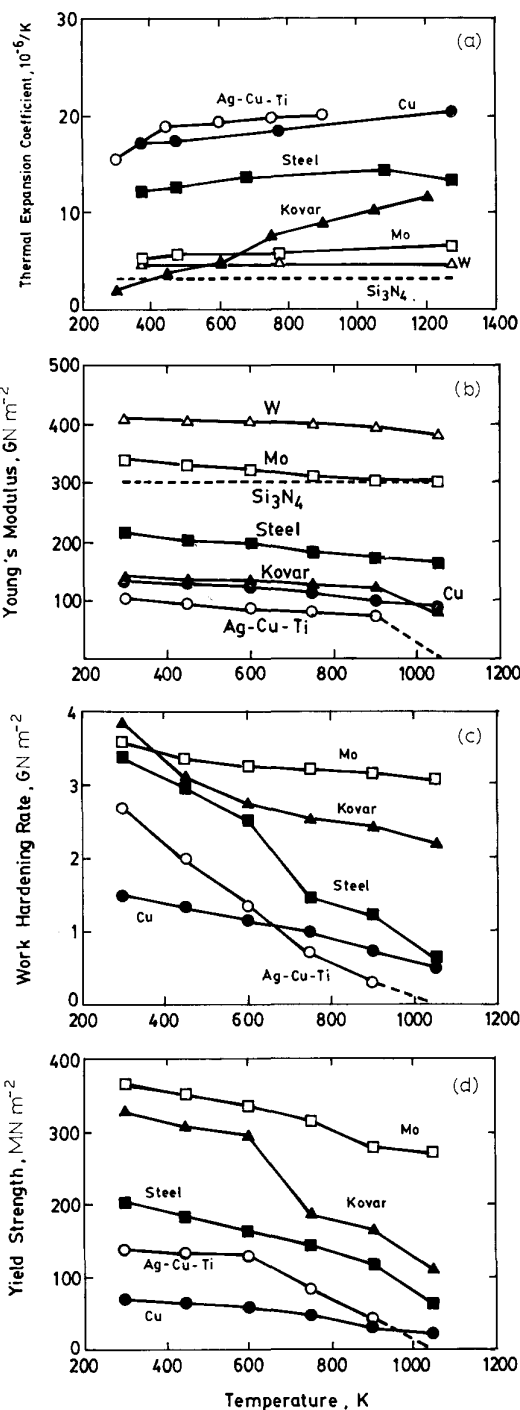 Thermal Expansion Coefficient, 10⁻⁶/K
30
20
10
0
(a)
Ag-Cu-Ti
Cu
Steel
Kovar
Mo
W
Si₃N₄
200 400 600 800 1000 1200 1400
Young's Modulus, GN m⁻²
500
400
300
200
100
(b)
W
Mo
Si₃N₄
Steel
Kovar
Cu
Ag-Cu-Ti
200 400 600 800 1000 1200
Work Hardening Rate, GN m⁻²
4
3
2
1
0
(c)
Mo
Kovar
Steel
Cu
Ag-Cu-Ti
200 400 600 800 1000 1200
Yield Strength, MN m⁻²
400
300
200
100
0
(d)
Mo
Kovar
Steel
Ag-Cu-Ti
Cu
200 400 600 800 1000 1200
Temperature, K